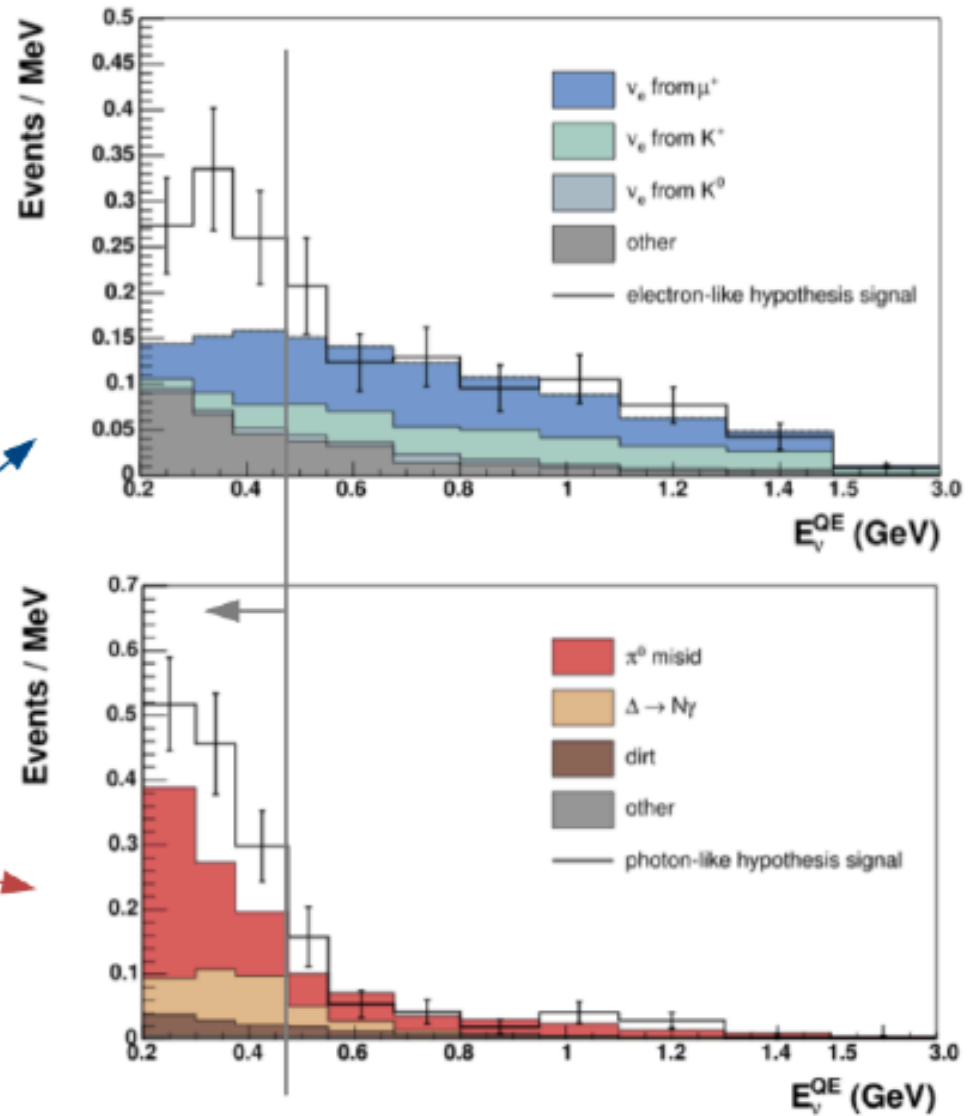 Events / MeV
0.5
0.45
0.4
0.35
0.3
0.25
0.2
0.15
0.1
0.05
0
νₑ from μ⁺
νₑ from K⁺
νₑ from K⁰
other
electron-like hypothesis signal
0.2 0.4 0.6 0.8 1 1.2 1.4 1.5 3.0
E_ν^QE (GeV)
Events / MeV
0.7
0.6
0.5
0.4
0.3
0.2
0.1
0
π⁰ misid
Δ → Nγ
dirt
other
photon-like hypothesis signal
0.2 0.4 0.6 0.8 1 1.2 1.4 1.5 3.0
E_ν^QE (GeV)